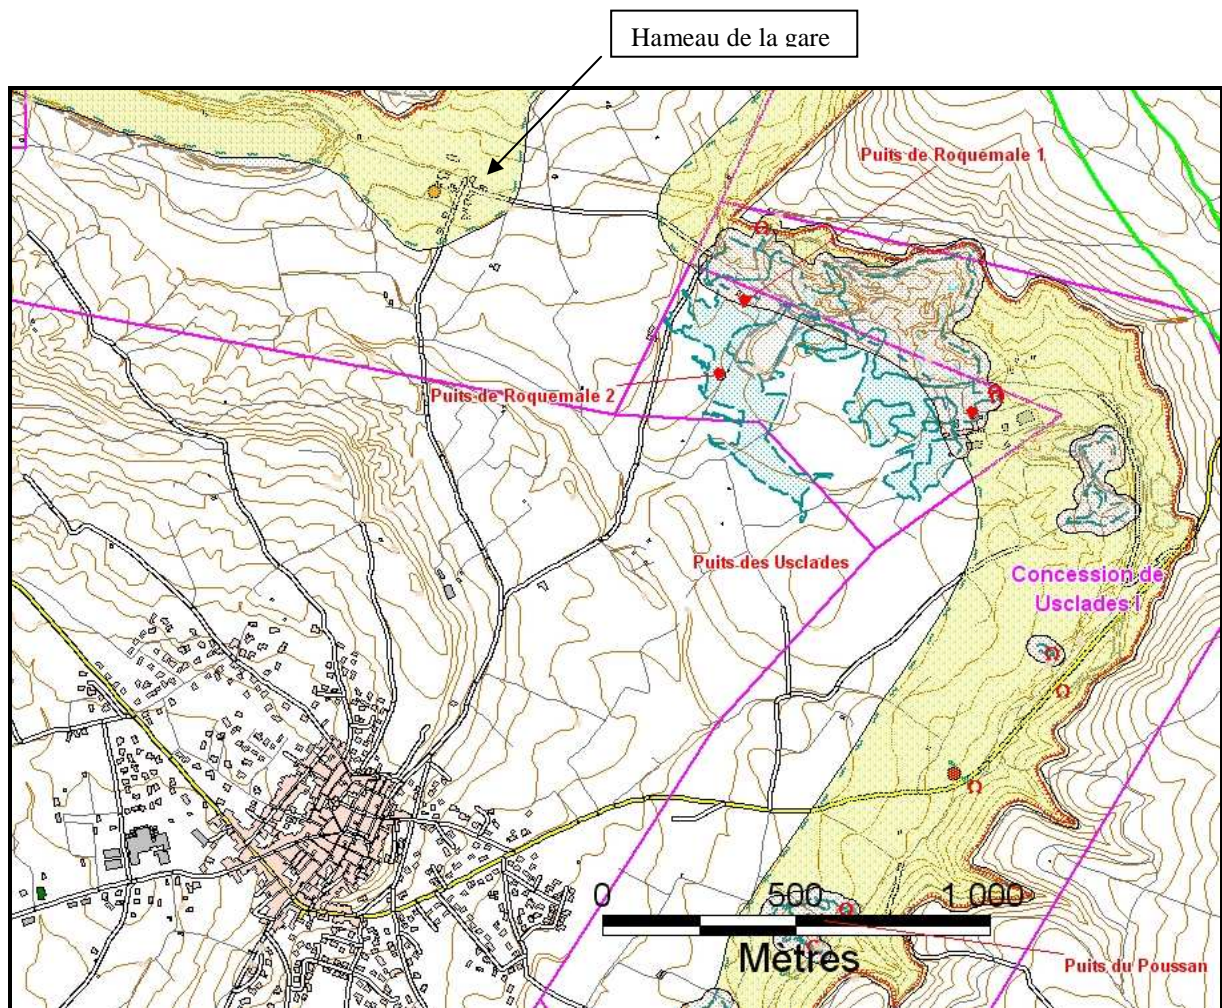 Hameau de la gare
Puits de Roquemale 1
Puits de Roquemale 2
Puits des Usclades
Concession de
Usclades I
0 500 1 000
Mètres
Puits du Poussan